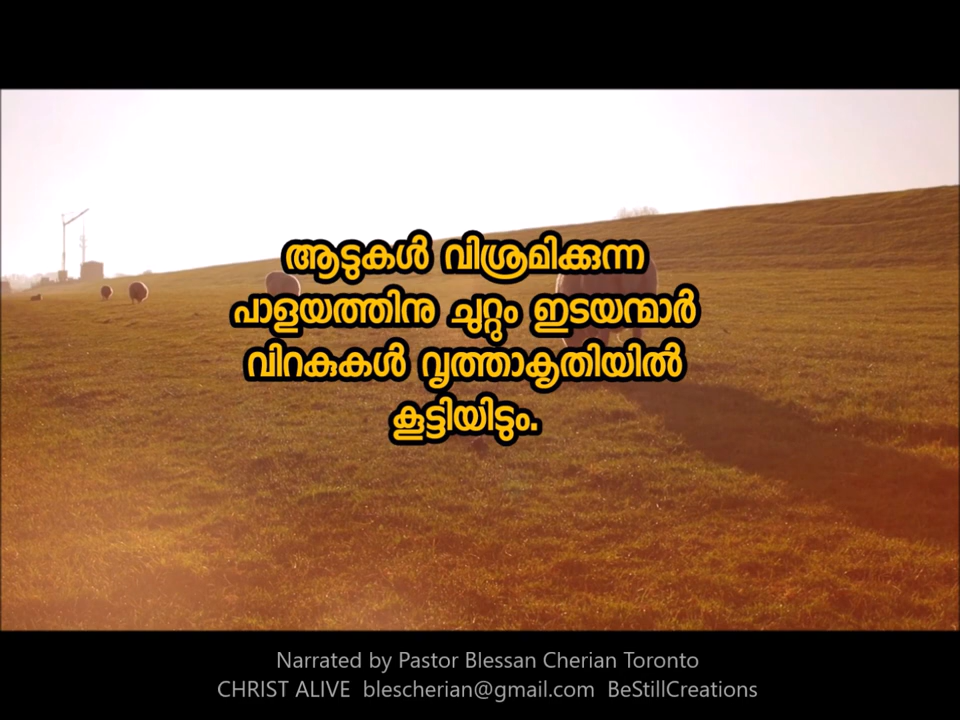 ആടുകൾ വിശ്രമിക്കുന്ന
പാളയത്തിനു ചുറ്റും ഇടയന്മാർ
വിറകുകൾ വൃത്താകൃതിയിൽ
കൂട്ടിയിടും.
Narrated by Pastor Blessan Cherian Toronto
CHRIST ALIVE blescherian@gmail.com BeStillCreations